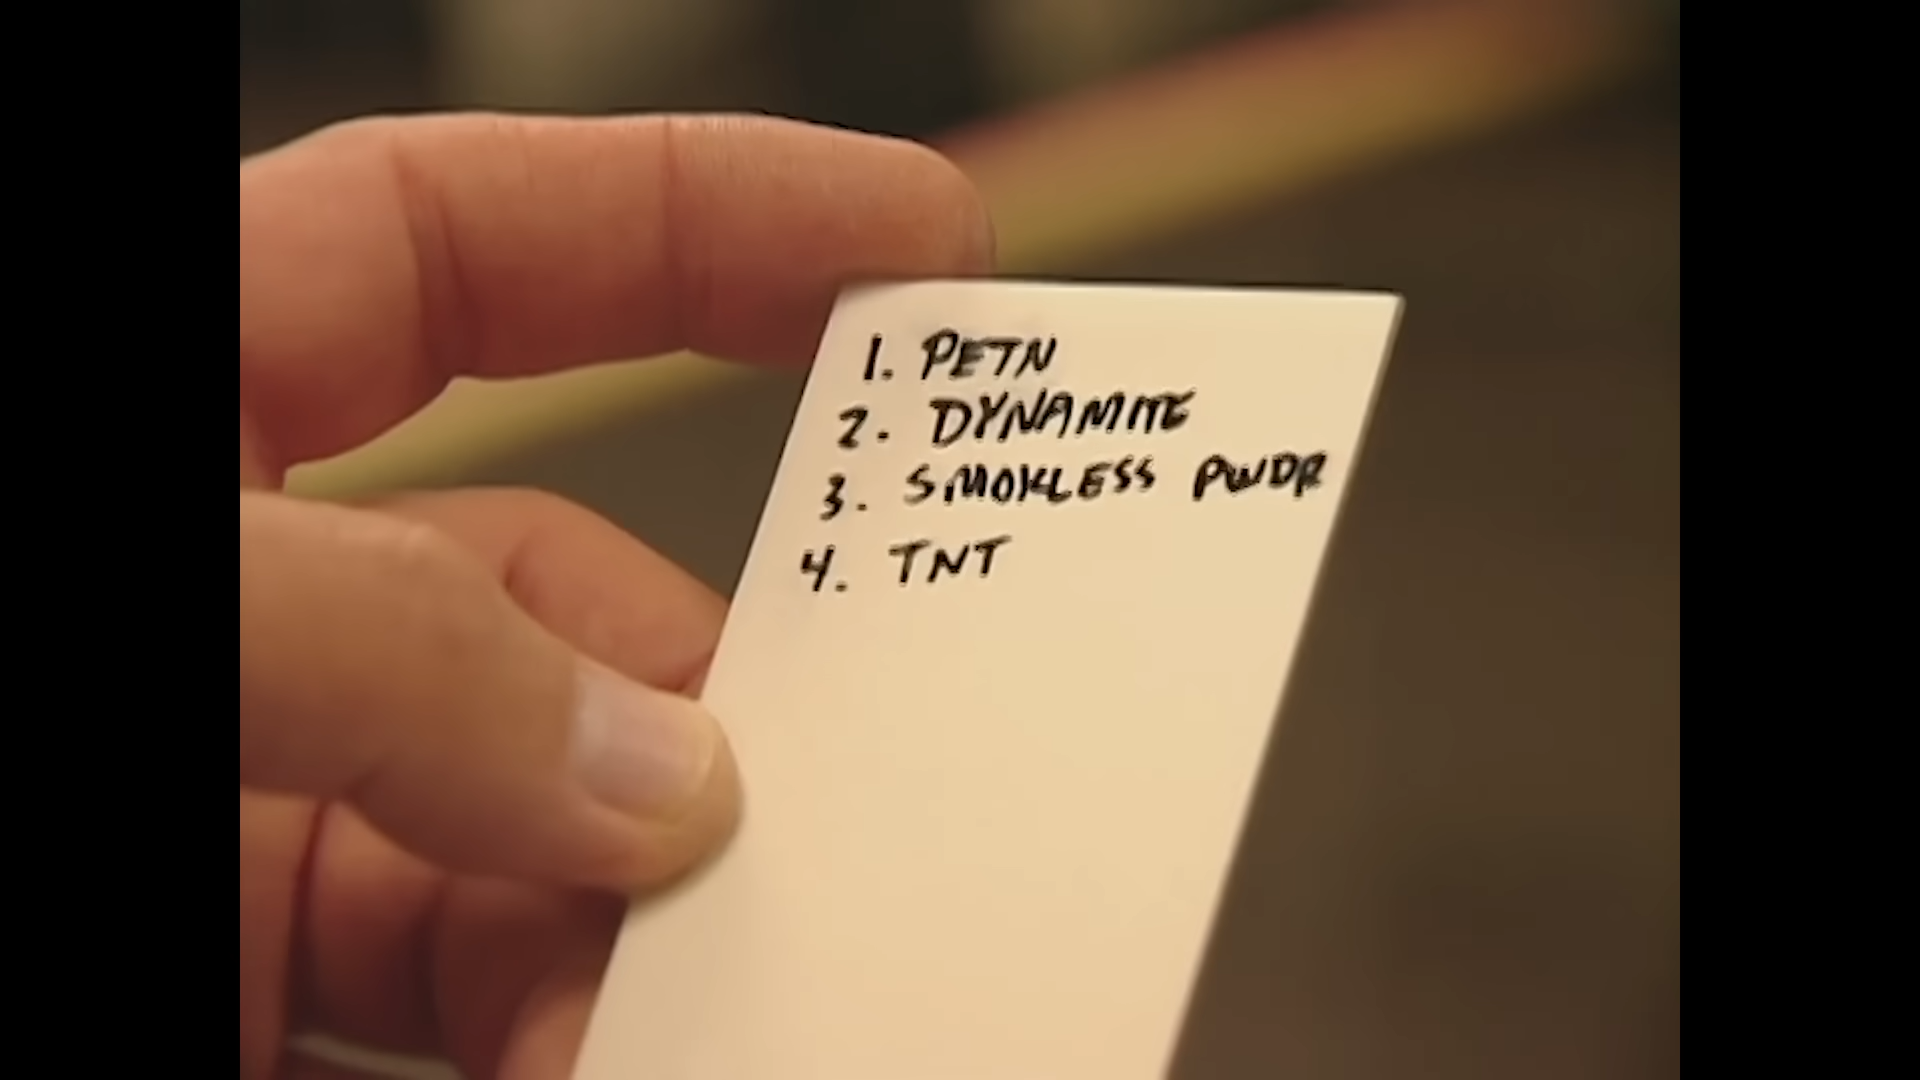 1. PETN
2. DYNAMITE
3. SMOKLESS PWDR
4. TNT